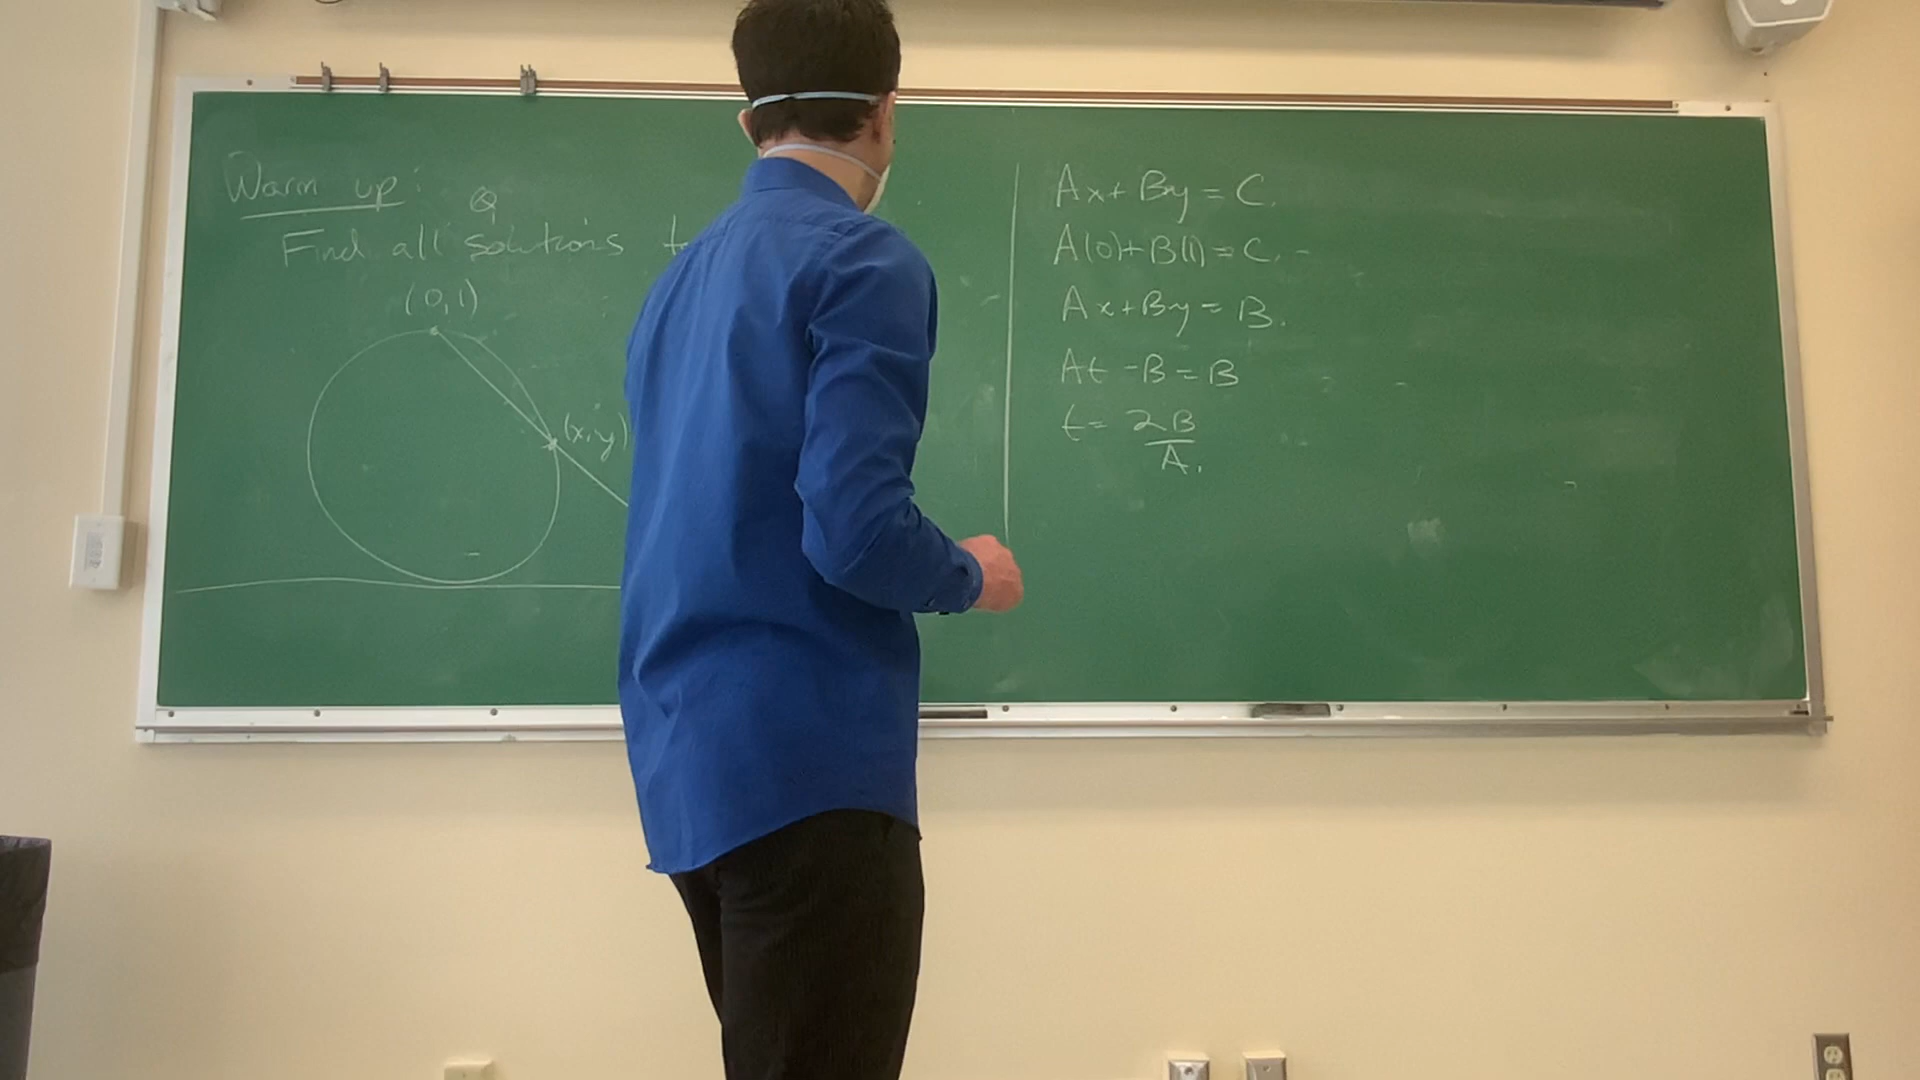 Warm up:
Q
Find all solutions
(0,1)
(x,y)
Ax + By = C.
A(0) + B(1) = C.
Ax + By = B.
At - B = B
t = 2B
A.